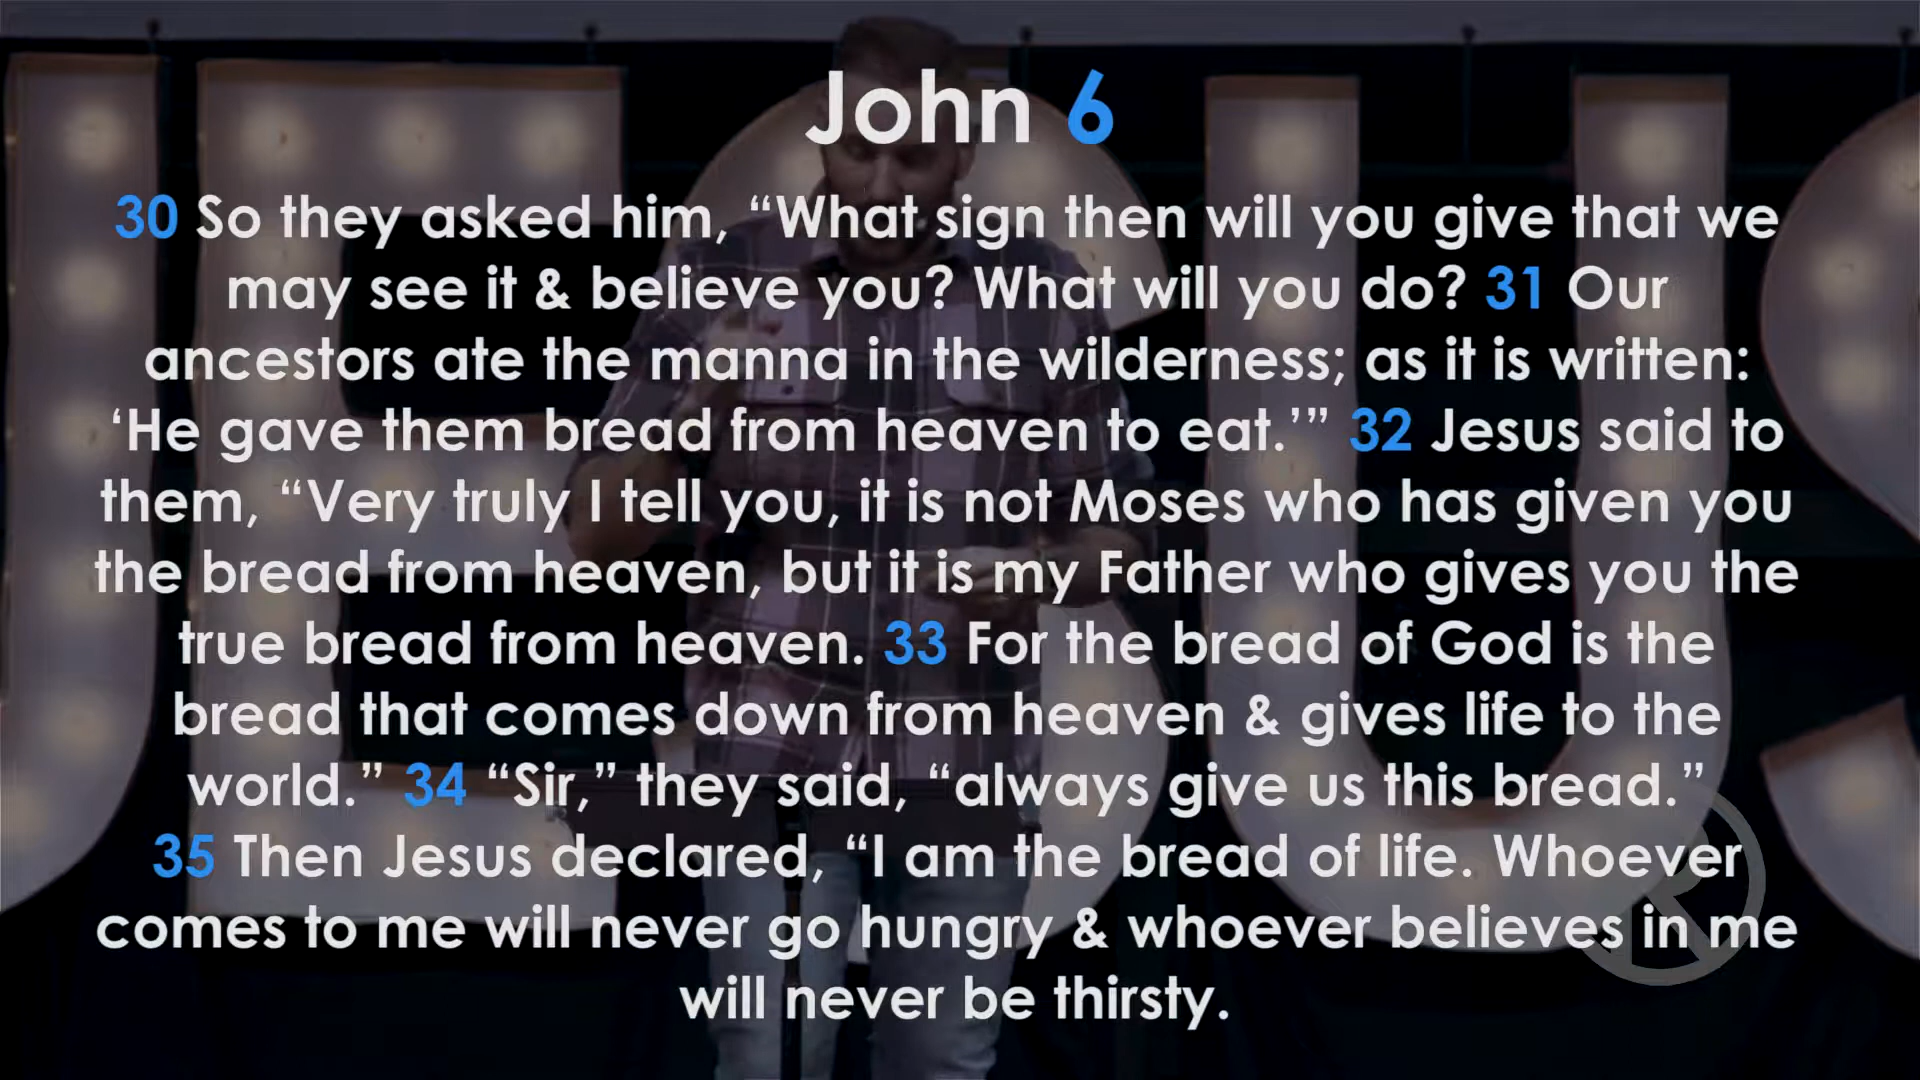 John 6
30 So they asked him, “What sign then will you give that we
may see it & believe you? What will you do? 31 Our
ancestors ate the manna in the wilderness; as it is written:
‘He gave them bread from heaven to eat.’” 32 Jesus said to
them, “Very truly I tell you, it is not Moses who has given you
the bread from heaven, but it is my Father who gives you the
true bread from heaven. 33 For the bread of God is the
bread that comes down from heaven & gives life to the
world.” 34 “Sir,” they said, “always give us this bread.”
35 Then Jesus declared, “I am the bread of life. Whoever
comes to me will never go hungry & whoever believes in me
will never be thirsty.
JESUS
R